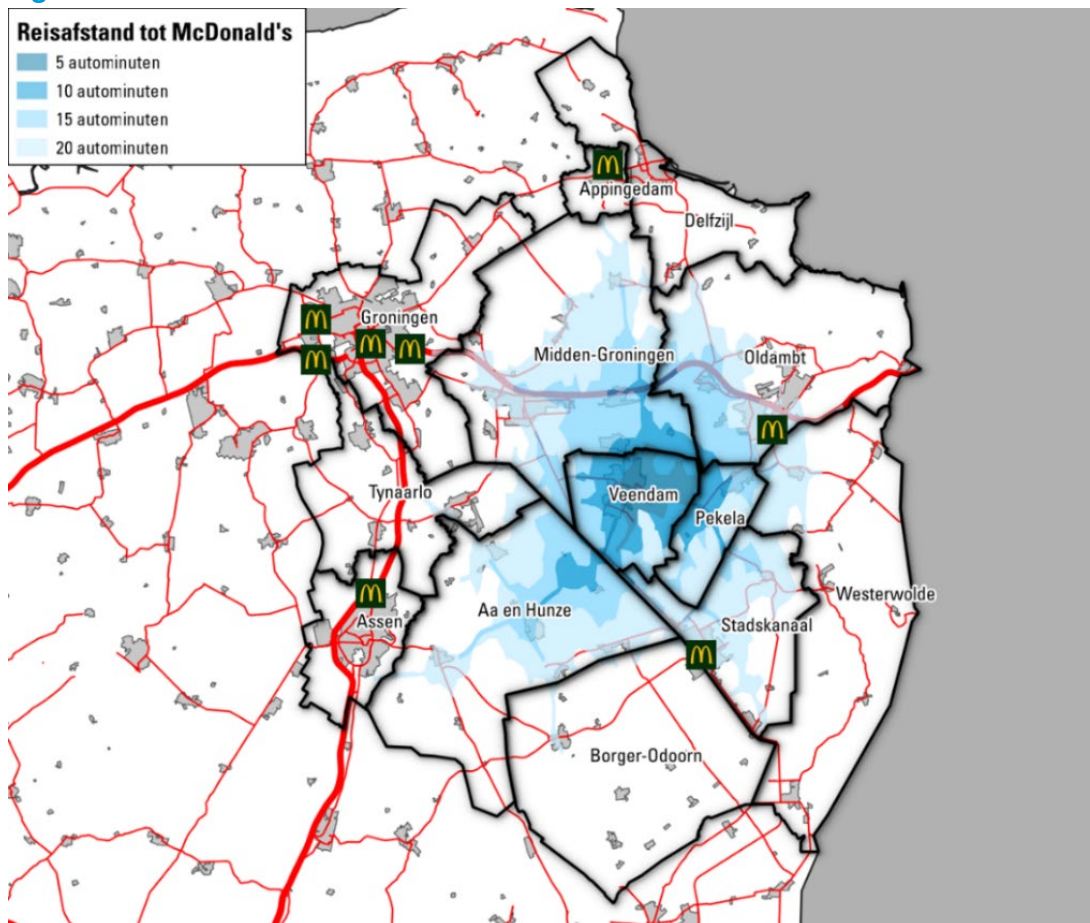 Reisafstand tot McDonald's
5 autominuten
10 autominuten
15 autominuten
20 autominuten
Appingedam
Delfzijl
Groningen
Midden-Groningen
Oldambt
Tynaarlo
Veendam
Pekela
Assen
Aa en Hunze
Westerwolde
Stadskanaal
Borger-Odoorn